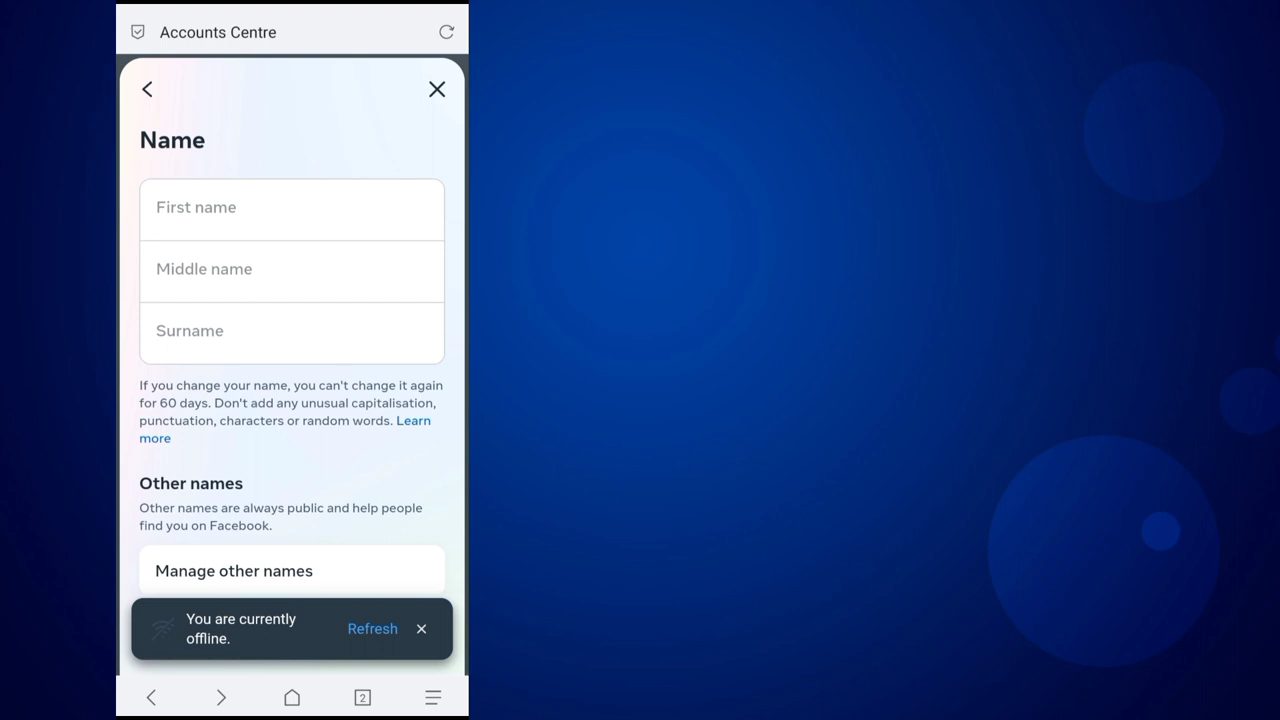 Accounts Centre
Name
First name
Middle name
Surname
If you change your name, you can't change it again
for 60 days. Don't add any unusual capitalisation,
punctuation, characters or random words. Learn
more
Other names
Other names are always public and help people
find you on Facebook.
Manage other names
You are currently
offline.
Refresh
2